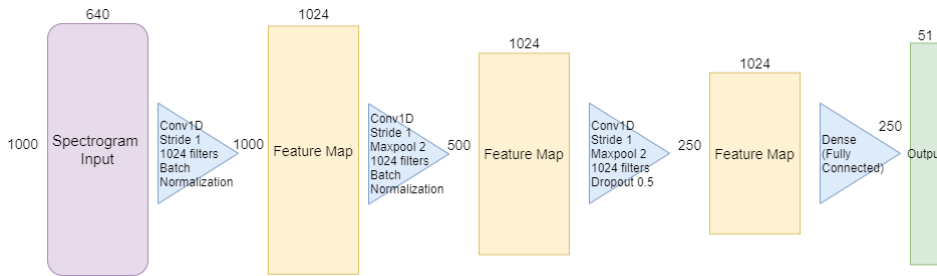 640
1000
Spectrogram
Input
Conv1D
Stride 1
1024 filters
Batch
Normalization
1024
1000
Feature Map
Conv1D
Stride 1
Maxpool 2
1024 filters
Batch
Normalization
1024
500
Feature Map
Conv1D
Stride 1
Maxpool 2
1024 filters
Dropout 0.5
1024
250
Feature Map
Dense
(Fully
Connected)
51
250
Output